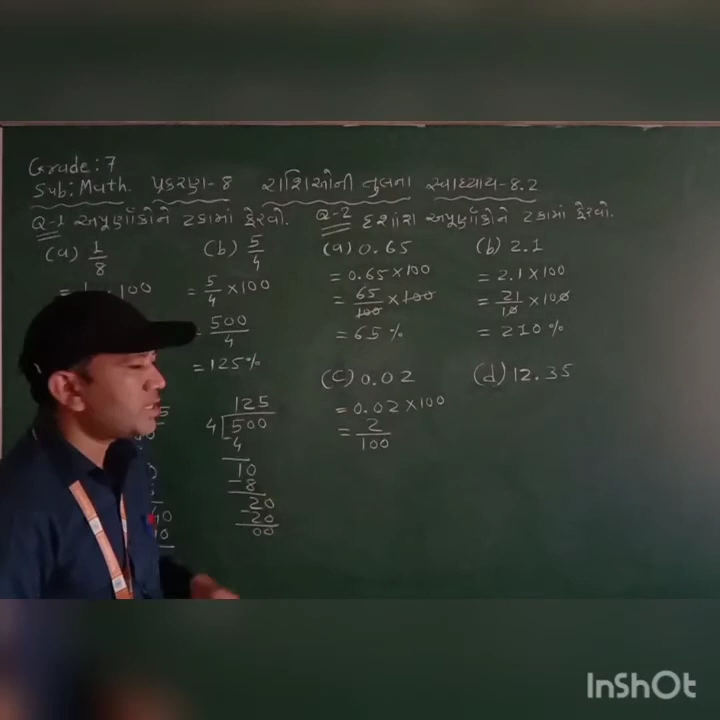 Grade: 7
Sub: Math. પ્રકરણ-8 રાશિઓની તુલના સ્વાધ્યાય-8.2
Q-1 અપૂર્ણાંકોને ટકામાં ફેરવો.
(a) 1/8
100
(b) 5/4
= 5/4 × 100
500/4
= 125%
125
4 500
4
10
- 8
20
- 20
00
Q-2 દશાંશ અપૂર્ણાંકોને ટકામાં ફેરવો.
(a) 0.65
= 0.65 × 100
= 65/100 × 100
= 65 %
(b) 2.1
= 2.1 × 100
= 21/10 × 100
= 210 %
(c) 0.02
= 0.02 × 100
= 2/100
(d) 12.35
InShOt